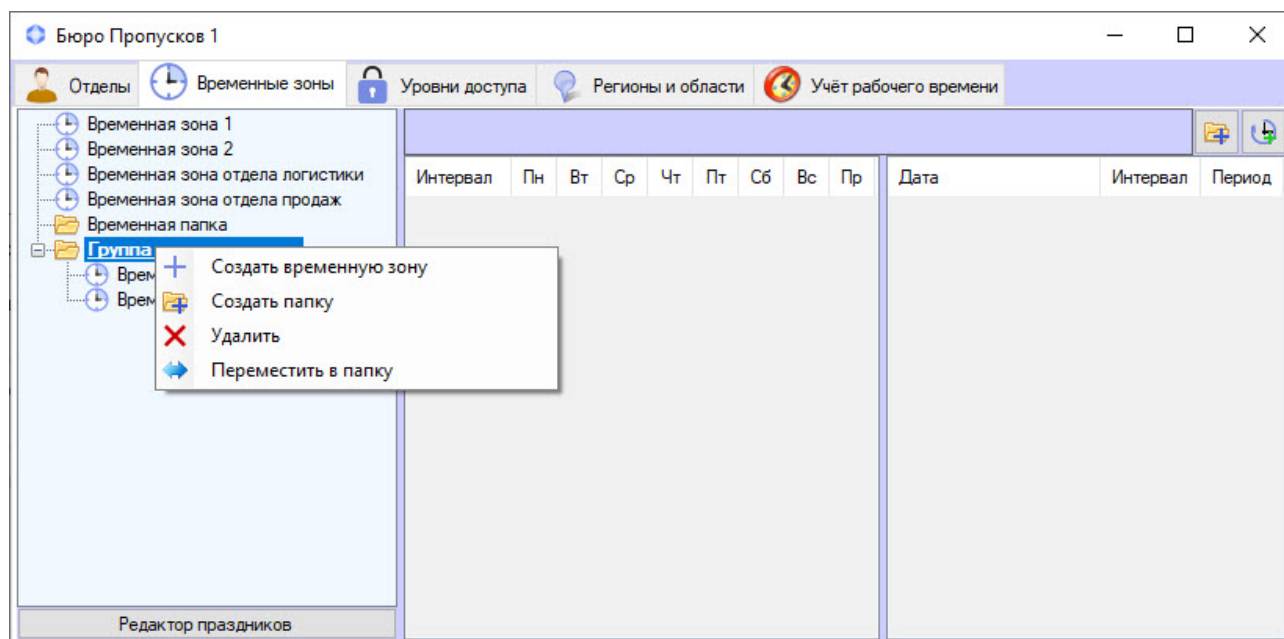 Бюро Пропусков 1
Отделы Временные зоны Уровни доступа Регионы и области Учёт рабочего времени
Временная зона 1
Временная зона 2
Временная зона отдела логистики
Временная зона отдела продаж
Временная папка
Группа
Интервал Пн Вт Ср Чт Пт Сб Вс Пр
Дата Интервал Период
Создать временную зону
Создать папку
Удалить
Переместить в папку
Редактор праздников